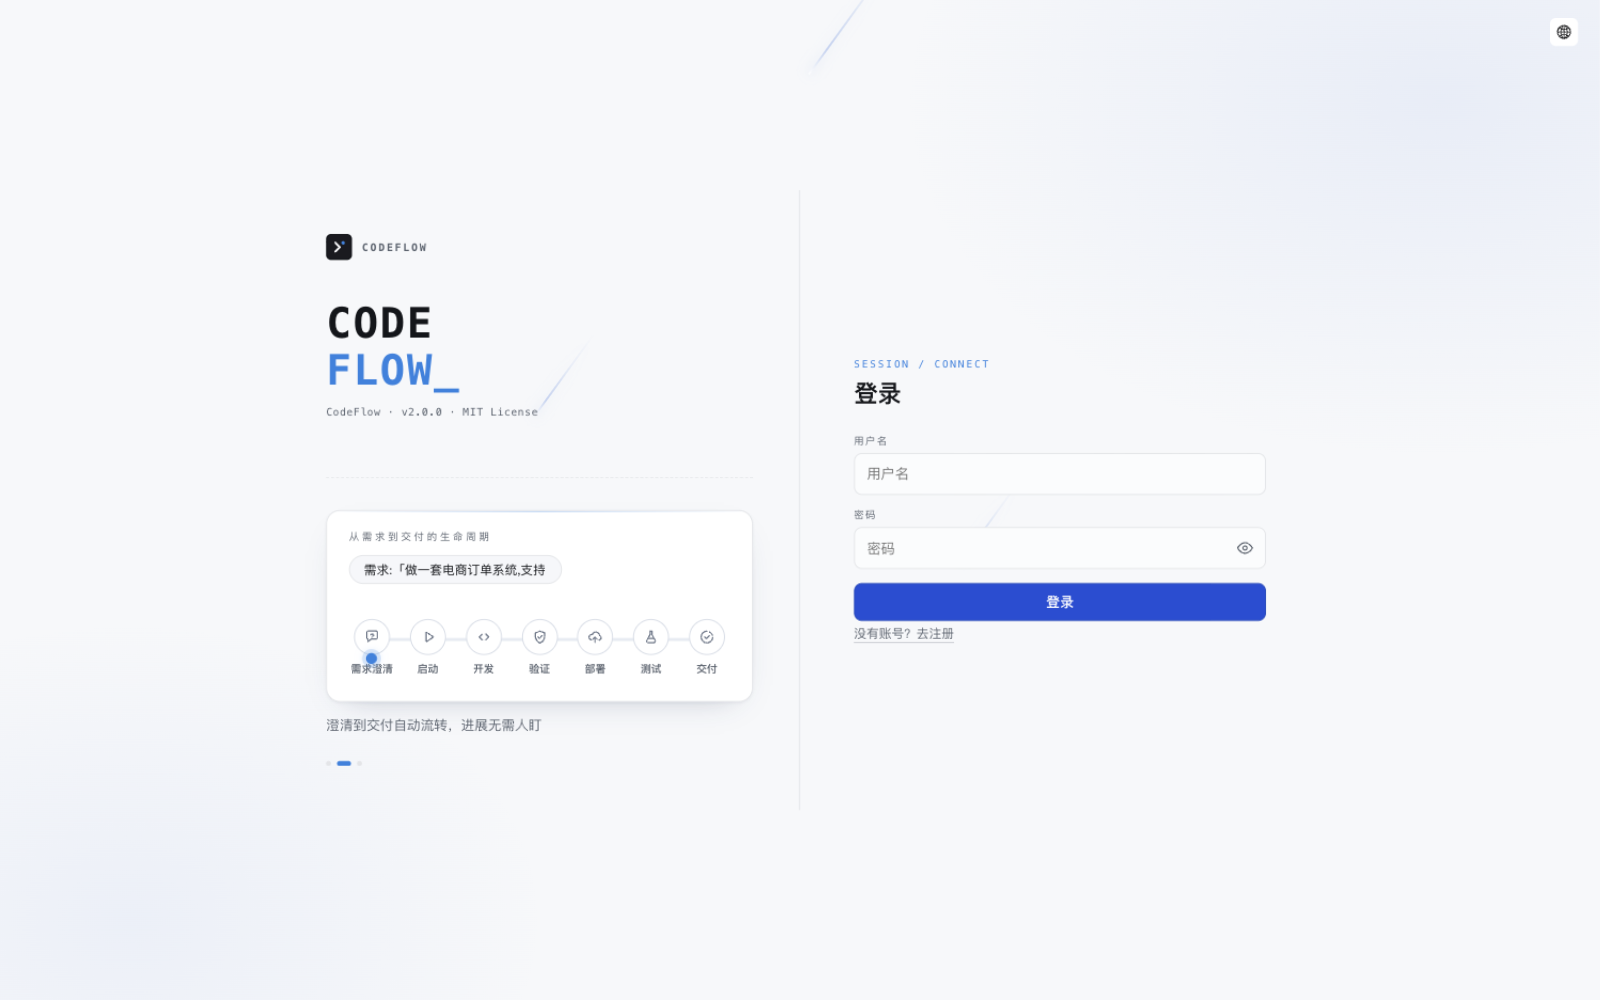 CODEFLOW
CODE
FLOW_
CodeFlow · v2.0.0 · MIT License
从需求到交付的生命周期
需求:「做一套电商订单系统,支持
需求澄清 启动 开发 验证 部署 测试 交付
澄清到交付自动流转，进展无需人盯
SESSION / CONNECT
登录
用户名
用户名
密码
密码
登录
没有账号？去注册